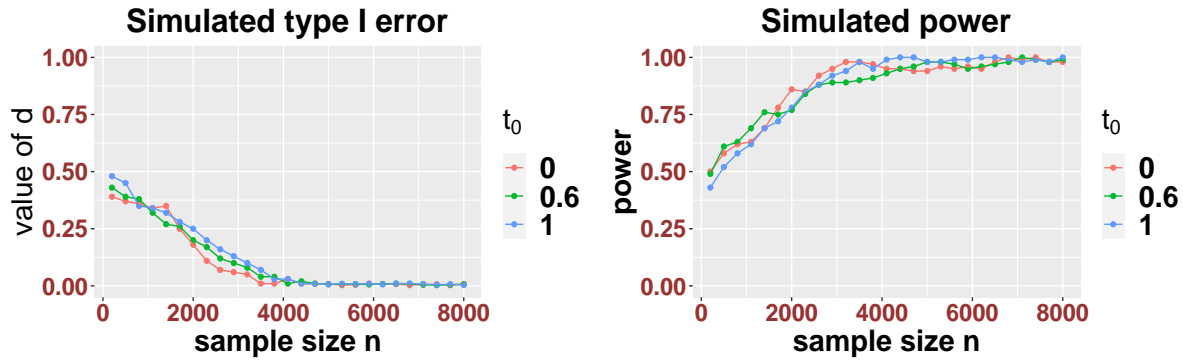 Simulated type I error
value of d
1.00
0.75
0.50
0.25
0.00
0 2000 4000 6000 8000
sample size n
t0
0
0.6
1
Simulated power
power
1.00
0.75
0.50
0.25
0.00
0 2000 4000 6000 8000
sample size n
t0
0
0.6
1